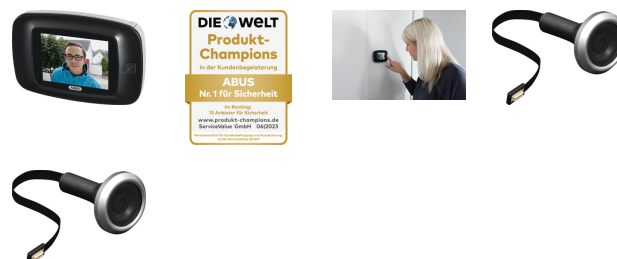 ABUS
DIE WELT
Produkt-
Champions
in der Kundenbegeisterung
ABUS
Nr. 1 für Sicherheit
Im Ranking:
13 Anbieter für Sicherheit
www.produkt-champions.de
ServiceValue GmbH 06|2023